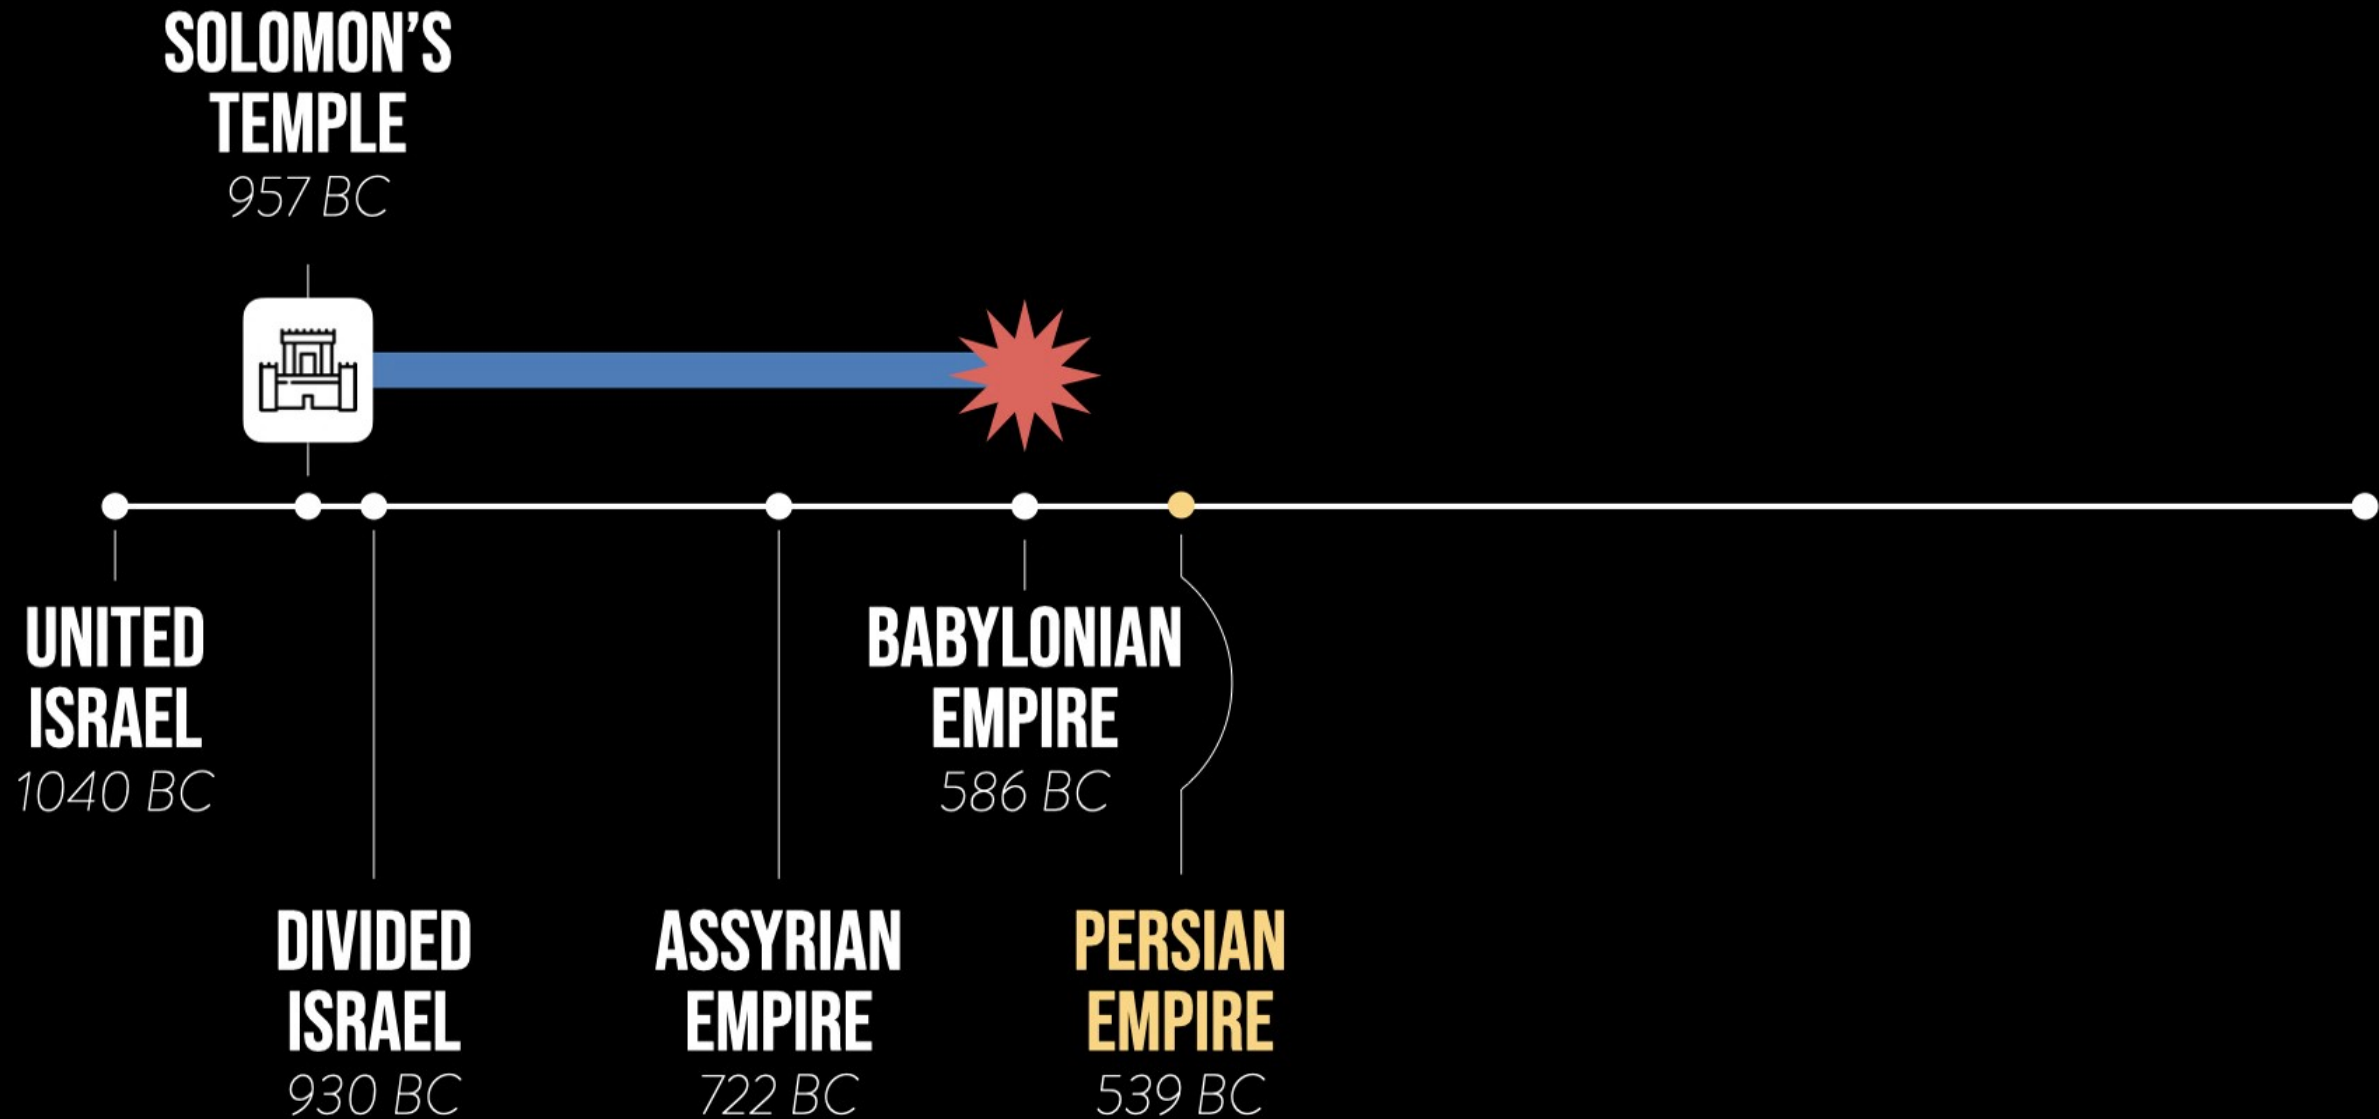 SOLOMON'S
TEMPLE
957 BC
UNITED
ISRAEL
1040 BC
BABYLONIAN
EMPIRE
586 BC
DIVIDED
ISRAEL
930 BC
ASSYRIAN
EMPIRE
722 BC
PERSIAN
EMPIRE
539 BC